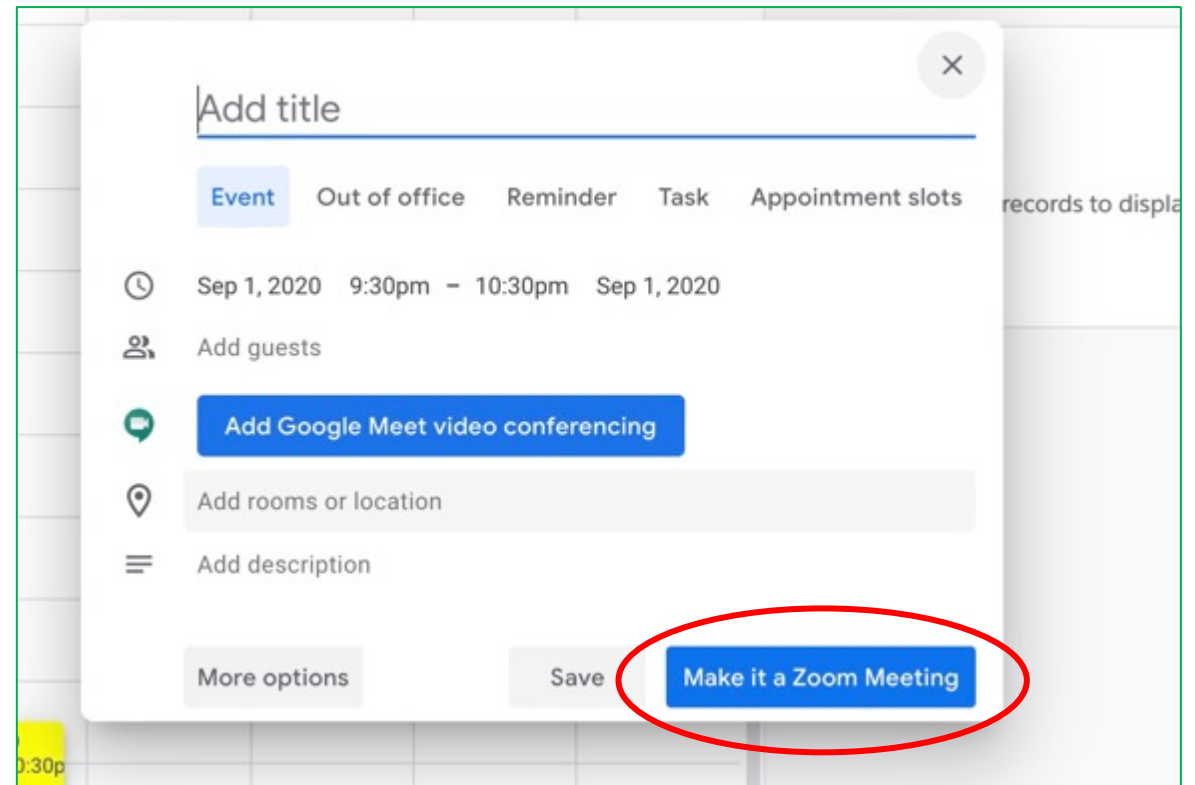 Add title
Event Out of office Reminder Task Appointment slots
records to displa
Sep 1, 2020 9:30pm – 10:30pm Sep 1, 2020
Add guests
Add Google Meet video conferencing
Add rooms or location
Add description
More options Save Make it a Zoom Meeting
0:30p